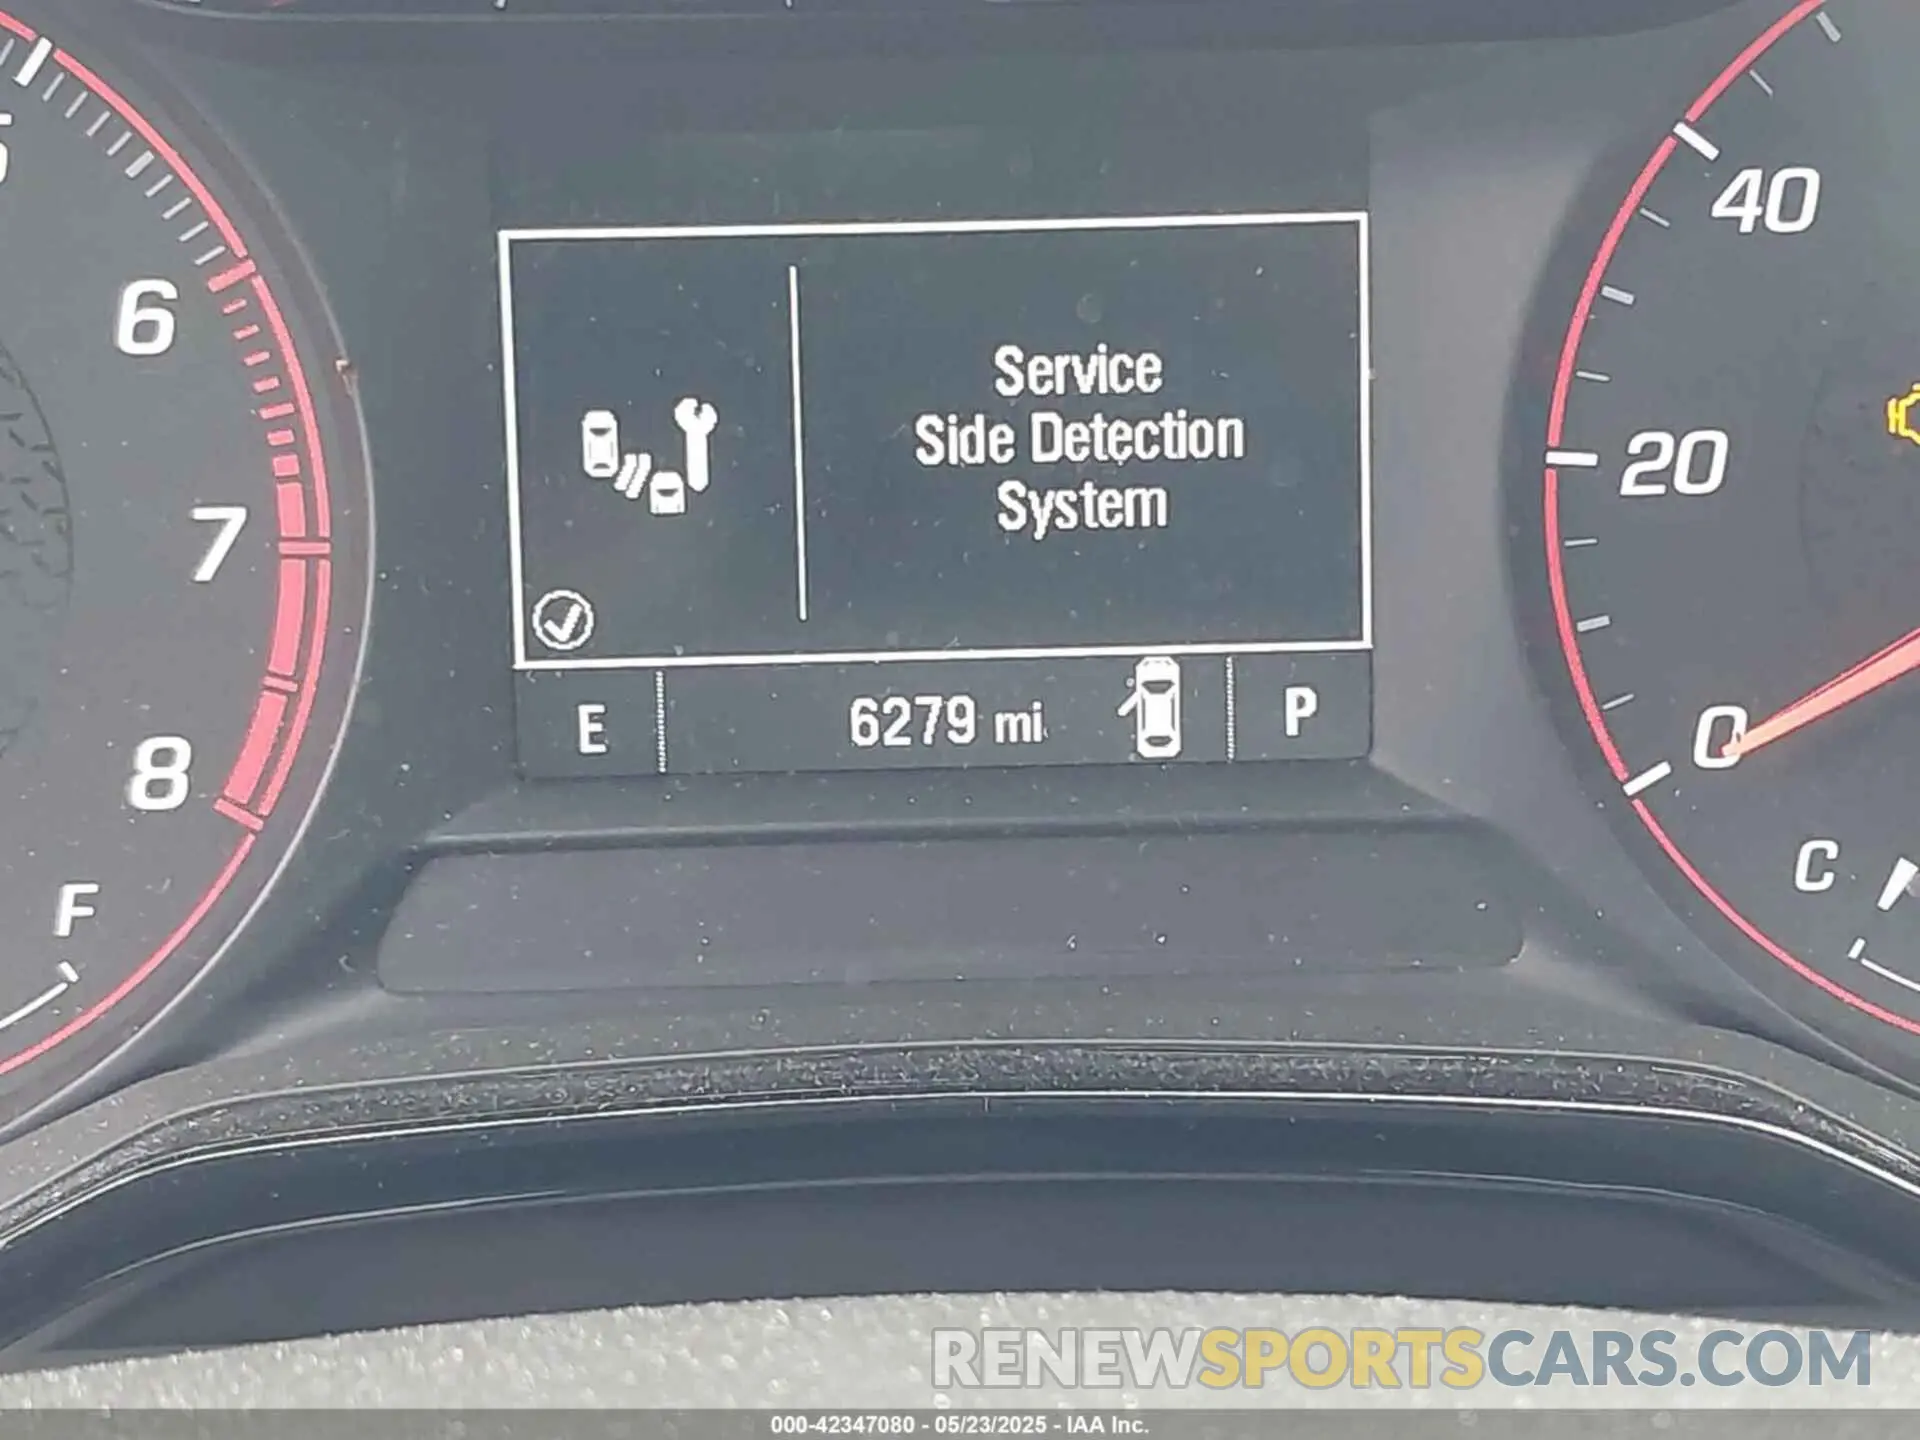 5
6
7
8
F
Service
Side Detection
System
E
6279 mi
P
40
20
0
C
RENEWSPORTSCARS.COM
000-42347080 - 05/23/2025 - IAA Inc.